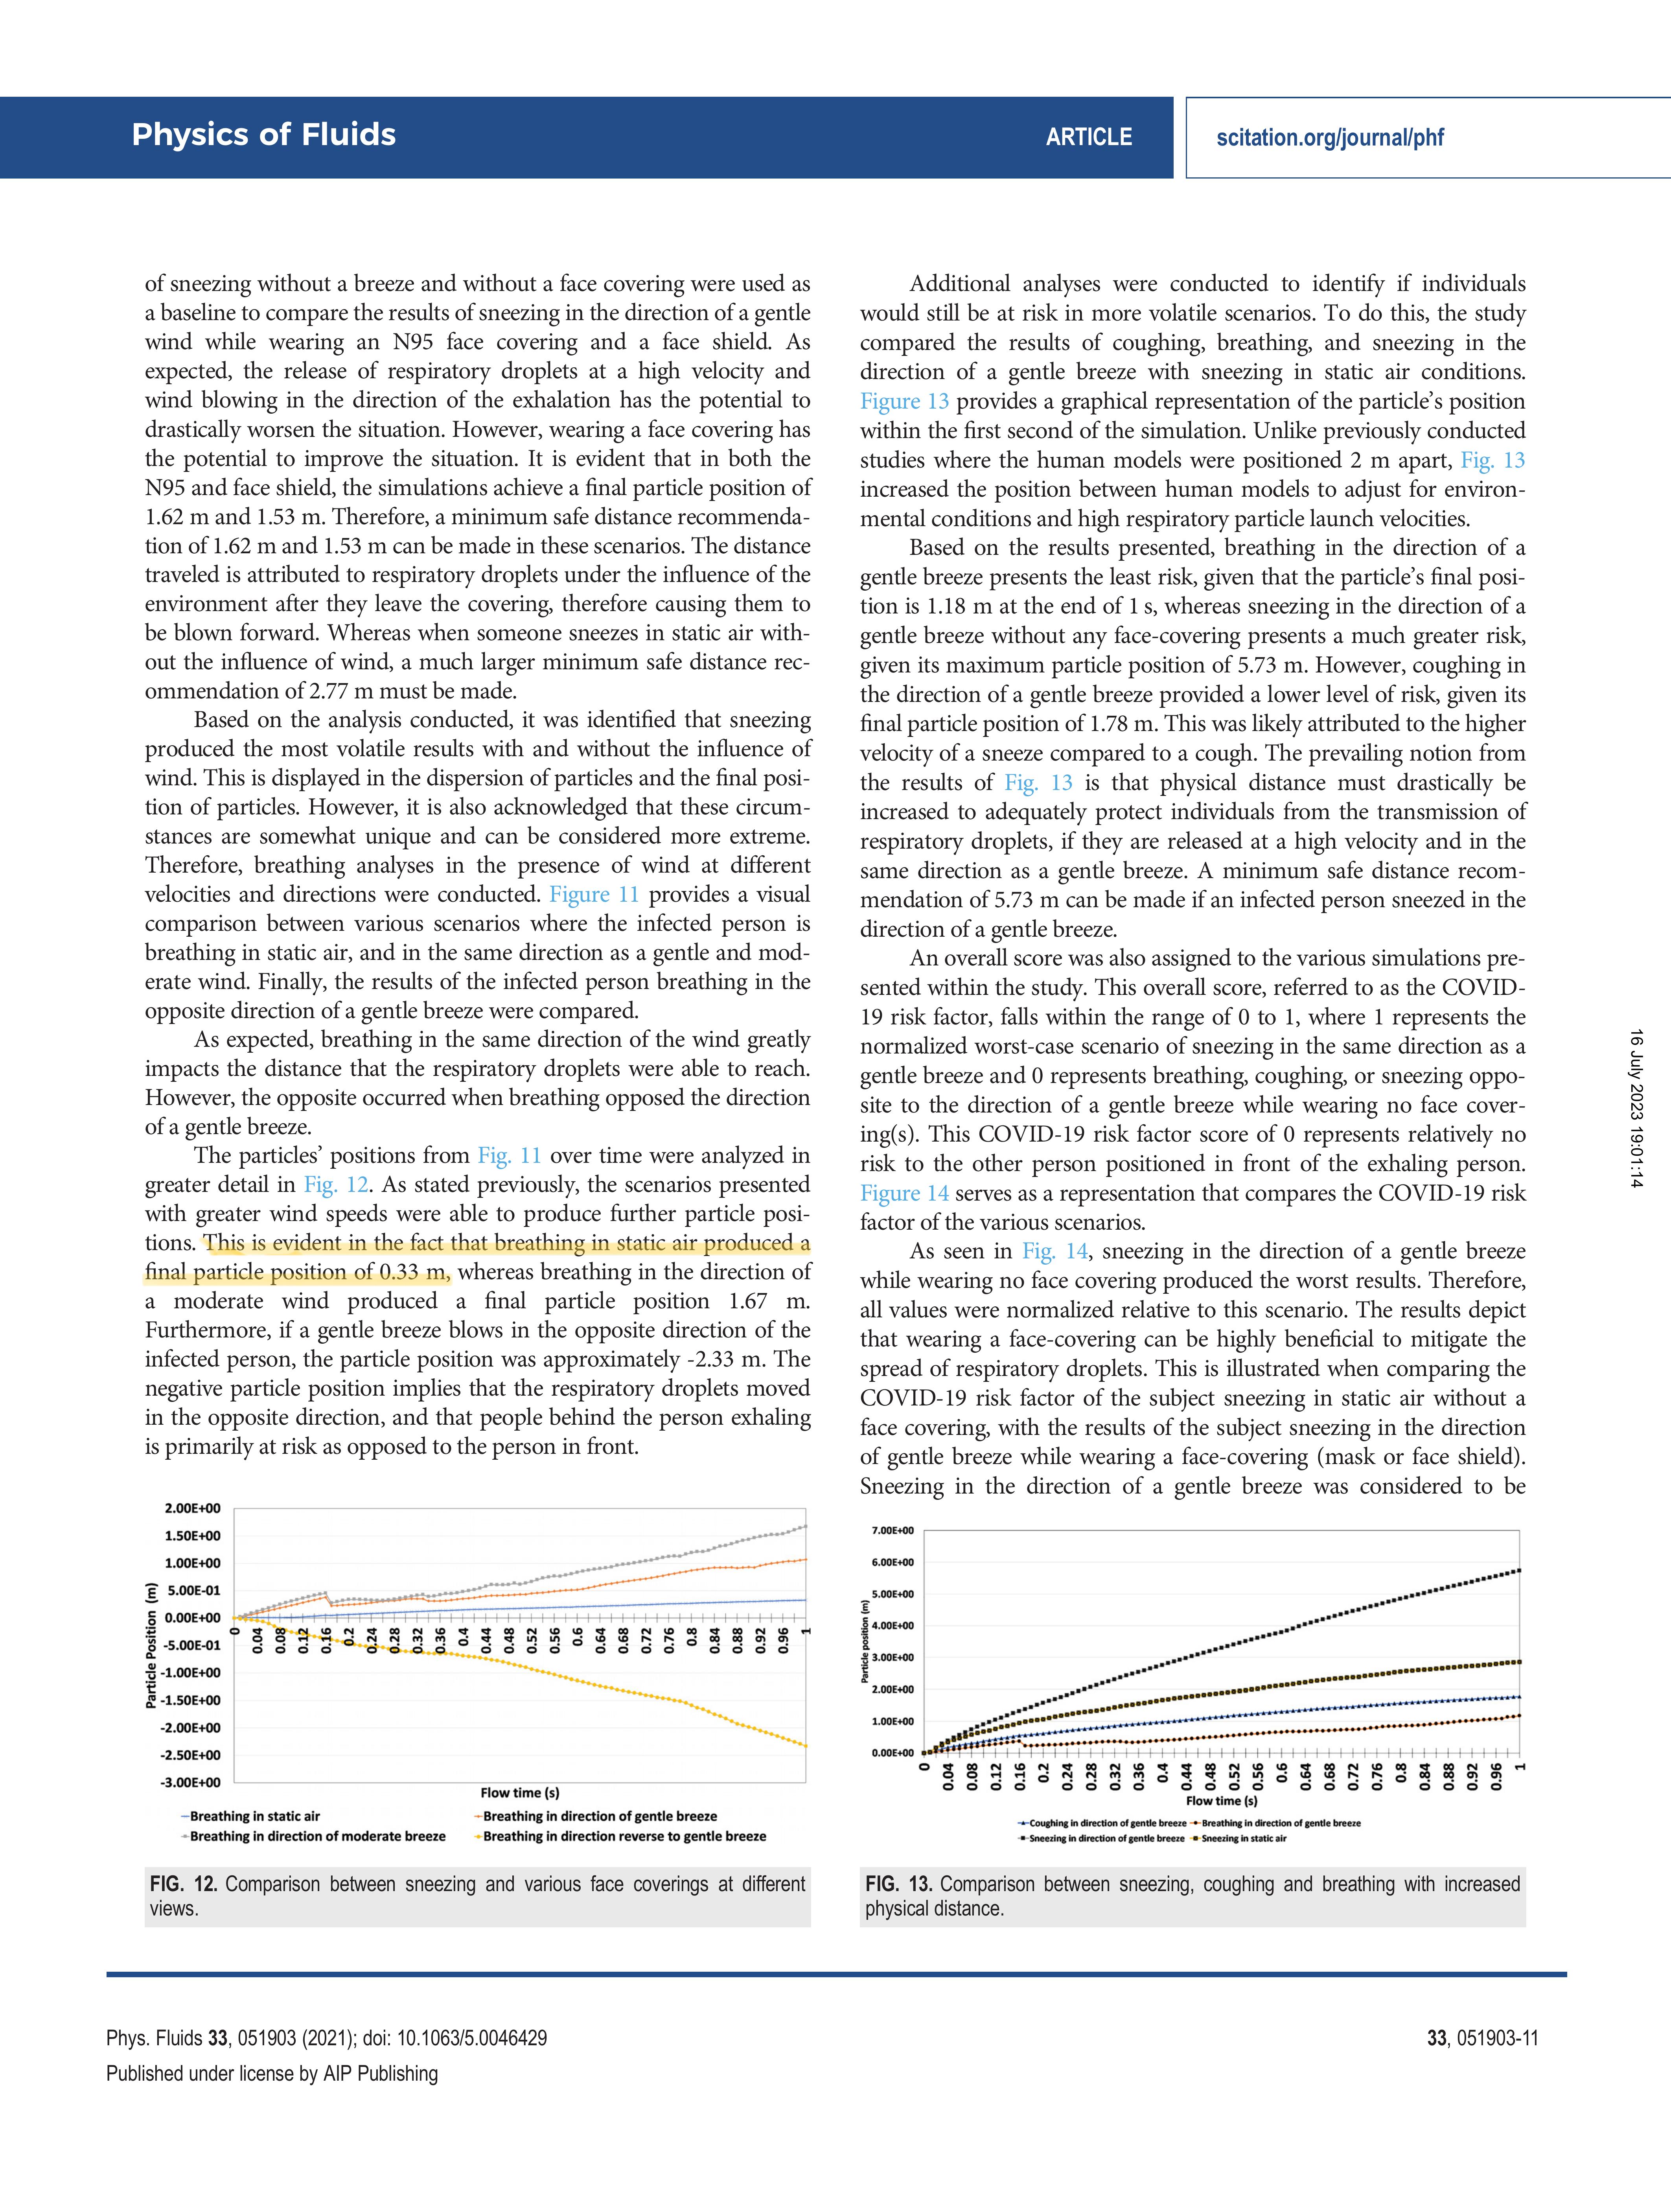 Physics of Fluids
ARTICLE
scitation.org/journal/phf
of sneezing without a breeze and without a face covering were used as
a baseline to compare the results of sneezing in the direction of a gentle
wind while wearing an N95 face covering and a face shield. As
expected, the release of respiratory droplets at a high velocity and
wind blowing in the direction of the exhalation has the potential to
drastically worsen the situation. However, wearing a face covering has
the potential to improve the situation. It is evident that in both the
N95 and face shield, the simulations achieve a final particle position of
1.62 m and 1.53 m. Therefore, a minimum safe distance recommenda-
tion of 1.62 m and 1.53 m can be made in these scenarios. The distance
traveled is attributed to respiratory droplets under the influence of the
environment after they leave the covering, therefore causing them to
be blown forward. Whereas when someone sneezes in static air with-
out the influence of wind, a much larger minimum safe distance rec-
ommendation of 2.77 m must be made.
Based on the analysis conducted, it was identified that sneezing
produced the most volatile results with and without the influence of
wind. This is displayed in the dispersion of particles and the final posi-
tion of particles. However, it is also acknowledged that these circum-
stances are somewhat unique and can be considered more extreme.
Therefore, breathing analyses in the presence of wind at different
velocities and directions were conducted. Figure 11 provides a visual
comparison between various scenarios where the infected person is
breathing in static air, and in the same direction as a gentle and mod-
erate wind. Finally, the results of the infected person breathing in the
opposite direction of a gentle breeze were compared.
As expected, breathing in the same direction of the wind greatly
impacts the distance that the respiratory droplets were able to reach.
However, the opposite occurred when breathing opposed the direction
of a gentle breeze.
The particles' positions from Fig. 11 over time were analyzed in
greater detail in Fig. 12. As stated previously, the scenarios presented
with greater wind speeds were able to produce further particle posi-
tions. This is evident in the fact that breathing in static air produced a
final particle position of 0.33 m, whereas breathing in the direction of
a moderate wind produced a final particle position 1.67 m.
Furthermore, if a gentle breeze blows in the opposite direction of the
infected person, the particle position was approximately -2.33 m. The
negative particle position implies that the respiratory droplets moved
in the opposite direction, and that people behind the person exhaling
is primarily at risk as opposed to the person in front.
2.00E+00
1.50E+00
1.00E+00
5.00E-01
0.00E+00
-5.00E-01
-1.00E+00
-1.50E+00
-2.00E+00
-2.50E+00
-3.00E+00
Particle Position (m)
0 0.04 0.08 0.12 0.16 0.2 0.24 0.28 0.32 0.36 0.4 0.44 0.48 0.52 0.56 0.6 0.64 0.68 0.72 0.76 0.8 0.84 0.88 0.92 0.96 1
Flow time (s)
Breathing in static air
Breathing in direction of gentle breeze
Breathing in direction of moderate breeze
Breathing in direction reverse to gentle breeze
FIG. 12. Comparison between sneezing and various face coverings at different
views.
Additional analyses were conducted to identify if individuals
would still be at risk in more volatile scenarios. To do this, the study
compared the results of coughing, breathing, and sneezing in the
direction of a gentle breeze with sneezing in static air conditions.
Figure 13 provides a graphical representation of the particle's position
within the first second of the simulation. Unlike previously conducted
studies where the human models were positioned 2 m apart, Fig. 13
increased the position between human models to adjust for environ-
mental conditions and high respiratory particle launch velocities.
Based on the results presented, breathing in the direction of a
gentle breeze presents the least risk, given that the particle's final posi-
tion is 1.18 m at the end of 1 s, whereas sneezing in the direction of a
gentle breeze without any face-covering presents a much greater risk,
given its maximum particle position of 5.73 m. However, coughing in
the direction of a gentle breeze provided a lower level of risk, given its
final particle position of 1.78 m. This was likely attributed to the higher
velocity of a sneeze compared to a cough. The prevailing notion from
the results of Fig. 13 is that physical distance must drastically be
increased to adequately protect individuals from the transmission of
respiratory droplets, if they are released at a high velocity and in the
same direction as a gentle breeze. A minimum safe distance recom-
mendation of 5.73 m can be made if an infected person sneezed in the
direction of a gentle breeze.
An overall score was also assigned to the various simulations pre-
sented within the study. This overall score, referred to as the COVID-
19 risk factor, falls within the range of 0 to 1, where 1 represents the
normalized worst-case scenario of sneezing in the same direction as a
gentle breeze and 0 represents breathing, coughing, or sneezing oppo-
site to the direction of a gentle breeze while wearing no face cover-
ing(s). This COVID-19 risk factor score of 0 represents relatively no
risk to the other person positioned in front of the exhaling person.
Figure 14 serves as a representation that compares the COVID-19 risk
factor of the various scenarios.
As seen in Fig. 14, sneezing in the direction of a gentle breeze
while wearing no face covering produced the worst results. Therefore,
all values were normalized relative to this scenario. The results depict
that wearing a face-covering can be highly beneficial to mitigate the
spread of respiratory droplets. This is illustrated when comparing the
COVID-19 risk factor of the subject sneezing in static air without a
face covering, with the results of the subject sneezing in the direction
of gentle breeze while wearing a face-covering (mask or face shield).
Sneezing in the direction of a gentle breeze was considered to be
7.00E+00
6.00E+00
5.00E+00
4.00E+00
3.00E+00
2.00E+00
1.00E+00
0.00E+00
Particle position (m)
0 0.04 0.08 0.12 0.16 0.2 0.24 0.28 0.32 0.36 0.4 0.44 0.48 0.52 0.56 0.6 0.64 0.68 0.72 0.76 0.8 0.84 0.88 0.92 0.96 1
Flow time (s)
Coughing in direction of gentle breeze
Breathing in direction of gentle breeze
Sneezing in direction of gentle breeze
Sneezing in static air
FIG. 13. Comparison between sneezing, coughing and breathing with increased
physical distance.
16 July 2023 19:01:14
Phys. Fluids 33, 051903 (2021); doi: 10.1063/5.0046429
33, 051903-11
Published under license by AIP Publishing